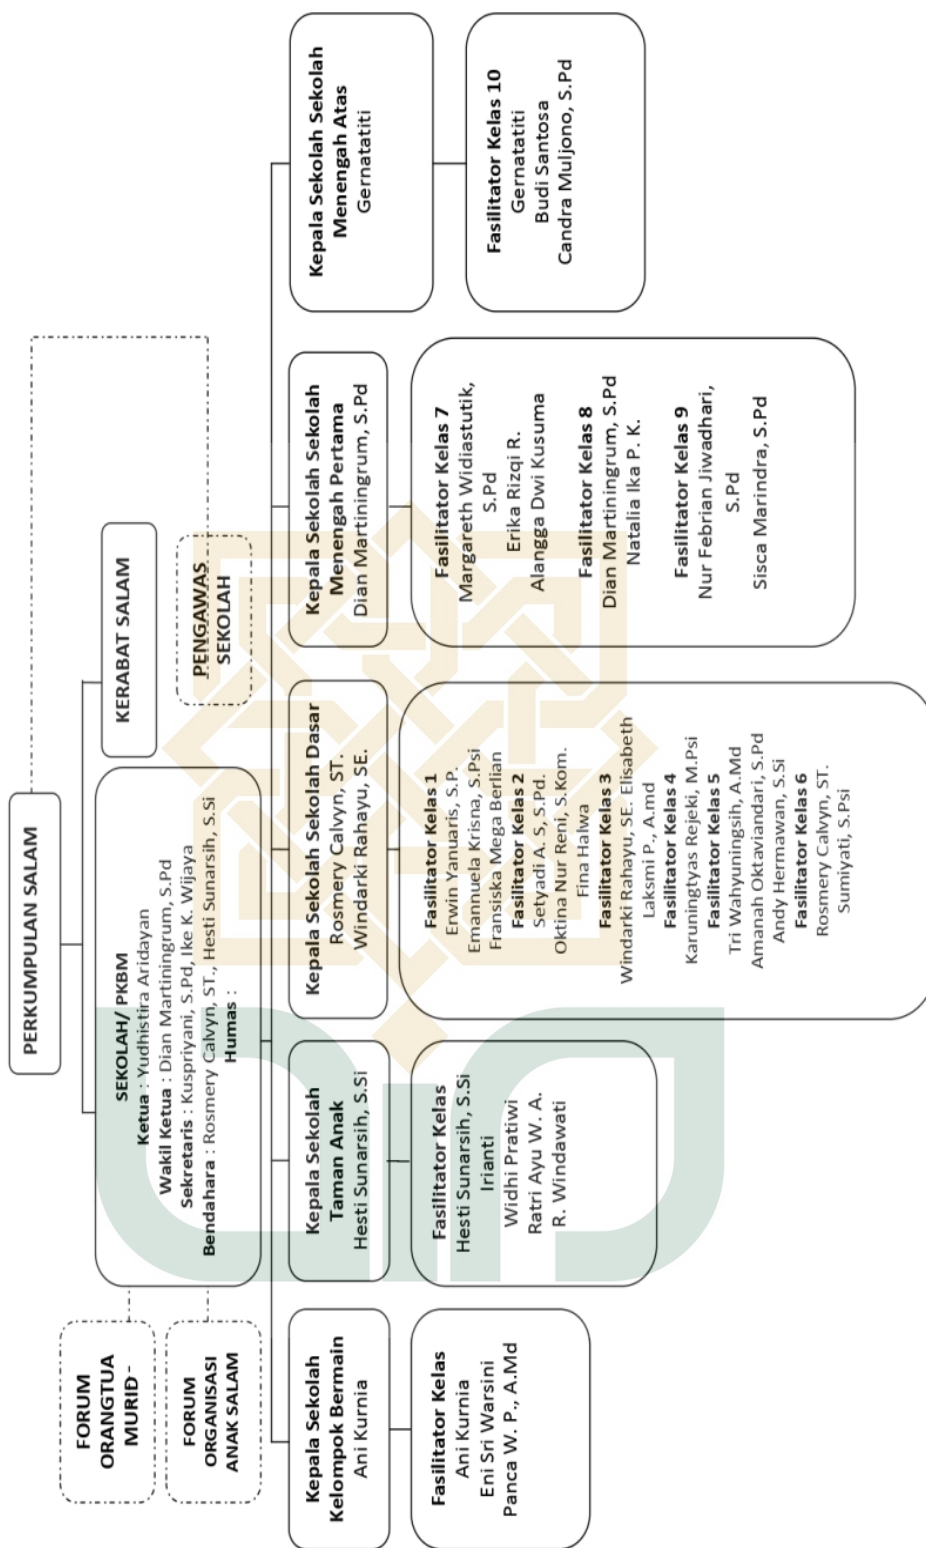 PERKUMPULAN SALAM
KERABAT SALAM
PENGAWAS
SEKOLAH
FORUM
ORANGTUA
MURID
FORUM
ORGANISASI
ANAK SALAM
SEKOLAH/ PKBM
Ketua : Yudhistira Aridayan
Wakil Ketua : Dian Martiningrum, S.Pd
Sekretaris : Kuspriyani, S.Pd, Ike K. Wijaya
Bendahara : Rosmery Calvyn, ST., Hesti Sunarsih, S.Si
Humas :
Kepala Sekolah
Kelompok Bermain
Ani Kurnia
Fasilitator Kelas
Ani Kurnia
Eni Sri Warsini
Panca W. P., A.Md
Kepala Sekolah
Taman Anak
Hesti Sunarsih, S.Si
Fasilitator Kelas
Hesti Sunarsih, S.Si
Irianti
Widhi Pratiwi
Ratri Ayu W. A.
R. Windawati
Kepala Sekolah Sekolah Dasar
Rosmery Calvyn, ST.
Windarki Rahayu, SE.
Fasilitator Kelas 1
Erwin Yanuaris, S.P.
Emannuela Krisna, S.Psi
Fransiska Mega Berlian
Fasilitator Kelas 2
Setyadi A. S, S.Pd.
Oktina Nur Reni, S.Kom.
Fina Halwa
Fasilitator Kelas 3
Windarki Rahayu, SE. Elisabeth
Laksmi P., A.md
Fasilitator Kelas 4
Karuningtyas Rejeki, M.Psi
Fasilitator Kelas 5
Tri Wahyuningsih, A.Md
Amanah Oktaviandari, S.Pd
Andy Hermawan, S.Si
Fasilitator Kelas 6
Rosmery Calvyn, ST.
Sumiyati, S.Psi
Kepala Sekolah Sekolah
Menengah Pertama
Dian Martiningrum, S.Pd
Fasilitator Kelas 7
Margareth Widiastutik,
S.Pd
Erika Rizqi R.
Alangga Dwi Kusuma
Fasilitator Kelas 8
Dian Martiningrum, S.Pd
Natalia Ika P. K.
Fasilitator Kelas 9
Nur Febrian Jiwadhari,
S.Pd
Sisca Marindra, S.Pd
Kepala Sekolah Sekolah
Menengah Atas
Gernatatiti
Fasilitator Kelas 10
Gernatatiti
Budi Santosa
Candra Muljono, S.Pd